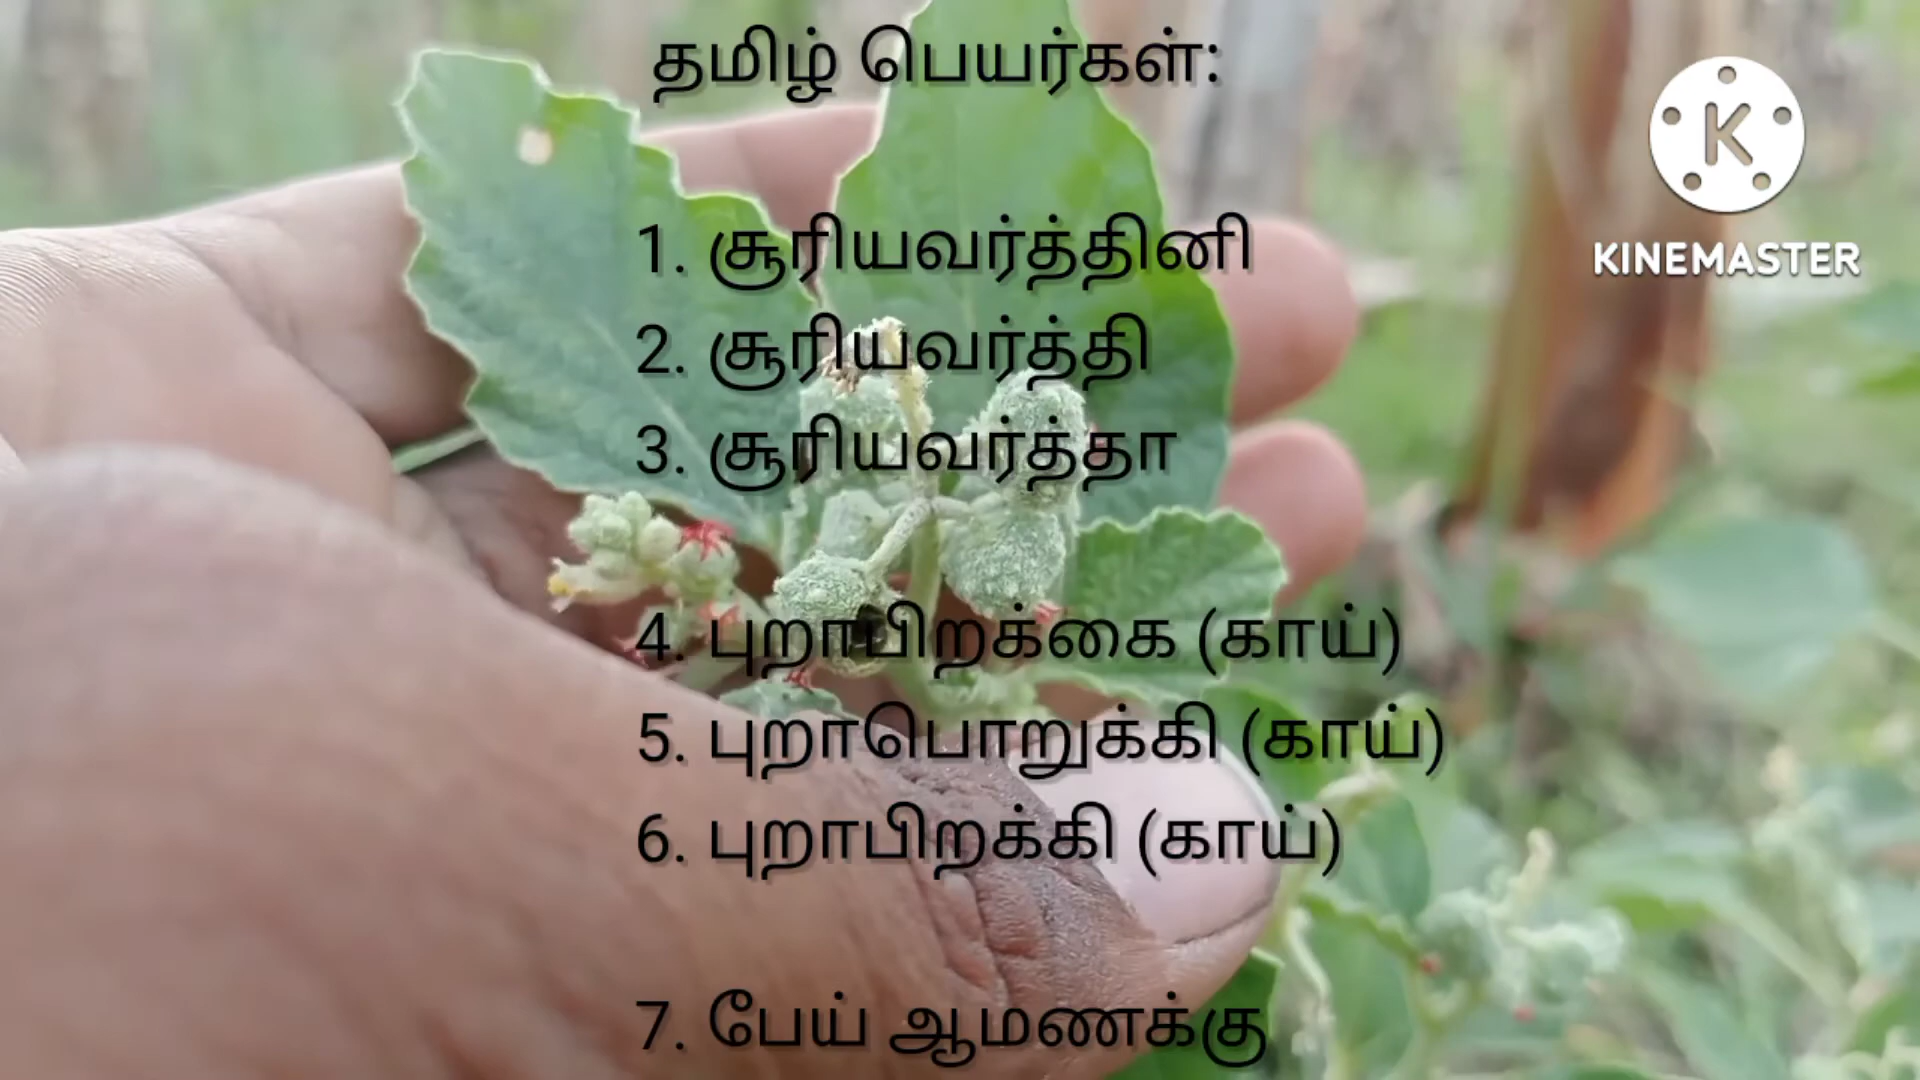 தமிழ் பெயர்கள்:
K
KINEMASTER
1. சூரியவர்த்தினி
2. சூரியவர்த்தி
3. சூரியவர்த்தா
4. புறாபிறக்கை (காய்)
5. புறாபொறுக்கி (காய்)
6. புறாபிறக்கி (காய்)
7. பேய் ஆமணக்கு